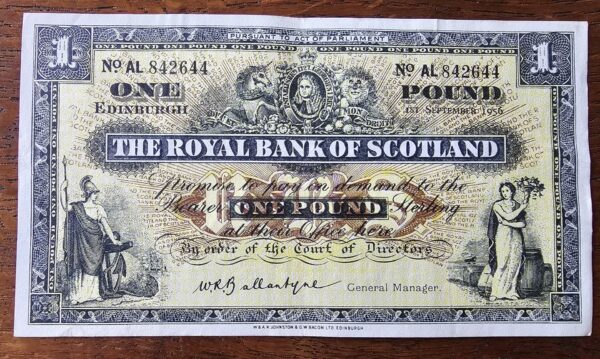 PURSUANT TO ACT OF PARLIAMENT
ONE POUND ONE POUND ONE POUND ONE POUND ONE POUND ONE POUND
No AL 842644 No AL 842644
ONE POUND
EDINBURGH 1ST SEPTEMBER 1956
THE ROYAL BANK OF SCOTLAND
Promise to pay on demand to the
Bearer ONE POUND Sterling
at their Office here
By order of the Court of Directors
W.R.Ballantyne General Manager.
W & A K JOHNSTON & G W BACON LTD EDINBURGH